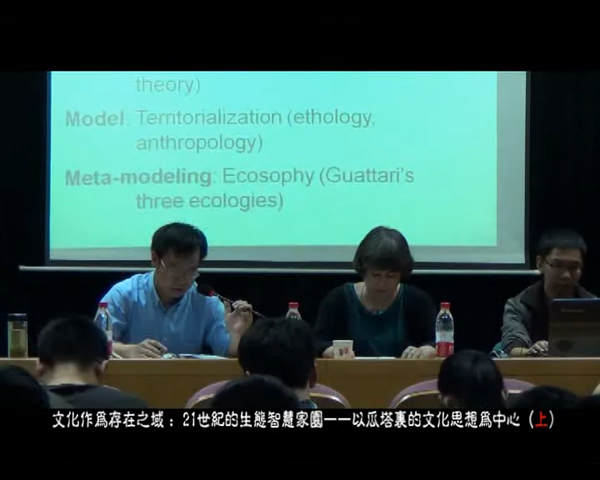 theory)
Model: Territorialization (ethology,
anthropology)
Meta-modeling: Ecosophy (Guattari's
three ecologies)
文化作爲存在之域：21世紀的生態智慧家園一一以瓜塔裏的文化思想爲中心（上）